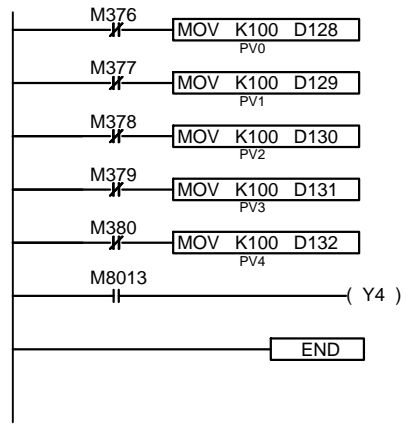 M376
MOV K100 D128
PV0
M377
MOV K100 D129
PV1
M378
MOV K100 D130
PV2
M379
MOV K100 D131
PV3
M380
MOV K100 D132
PV4
M8013
( Y4 )
END